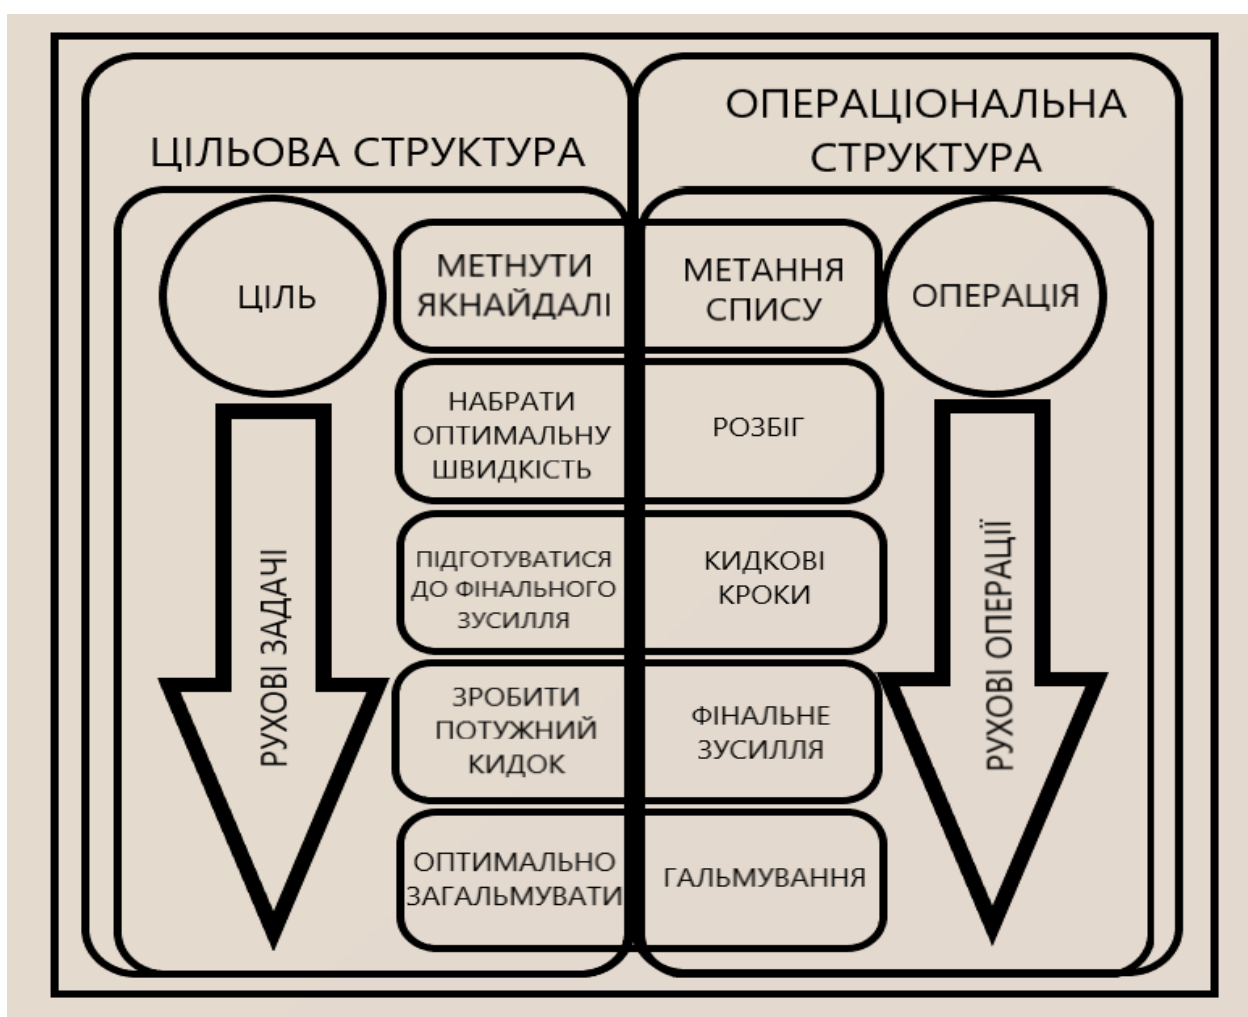 ЦІЛЬОВА СТРУКТУРА
ЦІЛЬ
МЕТНУТИ
ЯКНАЙДАЛІ
НАБРАТИ
ОПТИМАЛЬНУ
ШВИДКІСТЬ
ПІДГОТУВАТИСЯ
ДО ФІНАЛЬНОГО
ЗУСИЛЛЯ
ЗРОБИТИ
ПОТУЖНИЙ
КИДОК
ОПТИМАЛЬНО
ЗАГАЛЬМУВАТИ
РУХОВІ ЗАДАЧІ
ОПЕРАЦІОНАЛЬНА
СТРУКТУРА
МЕТАННЯ
СПИСУ
ОПЕРАЦІЯ
РОЗБІГ
КИДКОВІ
КРОКИ
ФІНАЛЬНЕ
ЗУСИЛЛЯ
ГАЛЬМУВАННЯ
РУХОВІ ОПЕРАЦІЇ